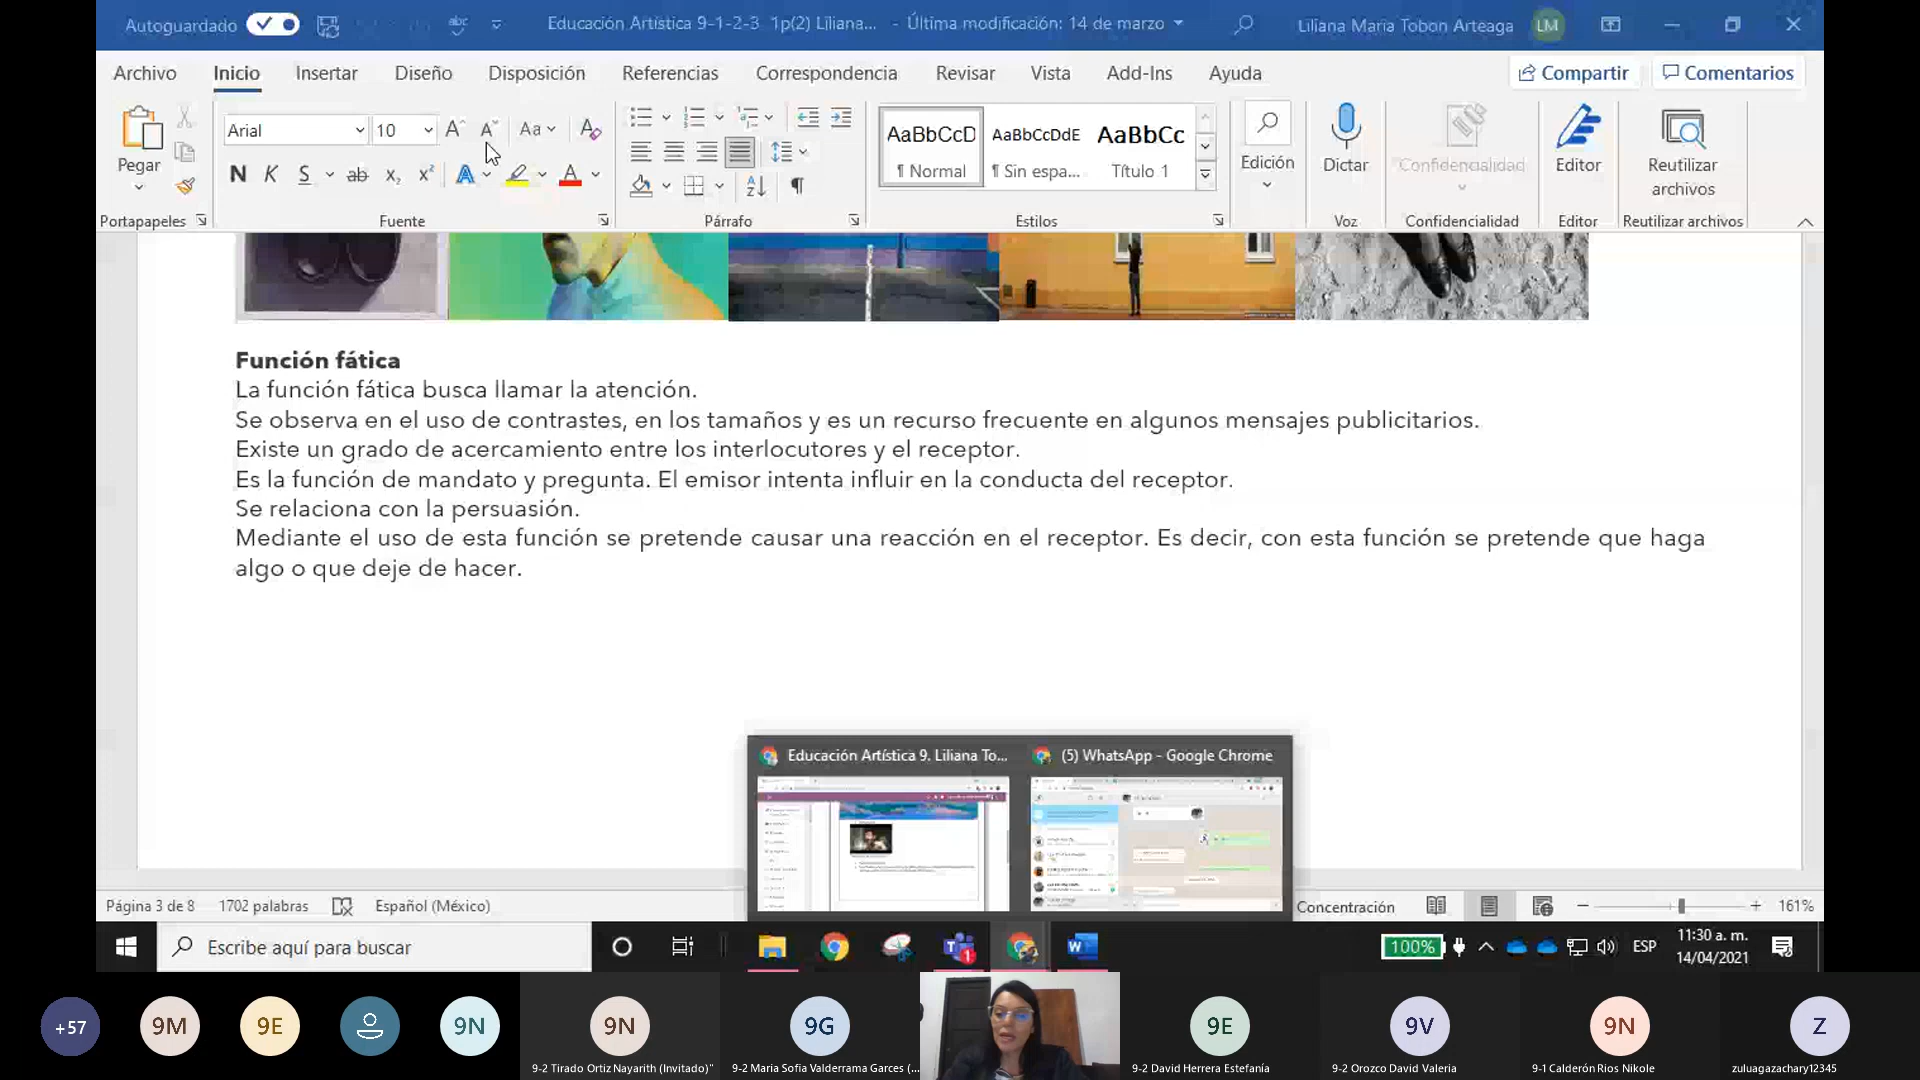 Autoguardado
Educación Artística 9-1-2-3 1p(2) Liliana... - Última modificación: 14 de marzo
Liliana Maria Tobon Arteaga LM
Archivo Inicio Insertar Diseño Disposición Referencias Correspondencia Revisar Vista Add-Ins Ayuda
Compartir Comentarios
Arial 10
AaBbCcD AaBbCcDdE AaBbCc
Pegar
¶ Normal ¶ Sin espa... Título 1
Edición Dictar Confidencialidad Editor Reutilizar archivos
Portapapeles Fuente Párrafo Estilos Voz Confidencialidad Editor Reutilizar archivos
Función fática
La función fática busca llamar la atención.
Se observa en el uso de contrastes, en los tamaños y es un recurso frecuente en algunos mensajes publicitarios.
Existe un grado de acercamiento entre los interlocutores y el receptor.
Es la función de mandato y pregunta. El emisor intenta influir en la conducta del receptor.
Se relaciona con la persuasión.
Mediante el uso de esta función se pretende causar una reacción en el receptor. Es decir, con esta función se pretende que haga
algo o que deje de hacer.
Educación Artística 9. Liliana To... (5) WhatsApp - Google Chrome
Página 3 de 8 1702 palabras Español (México)
Concentración 161%
Escribe aquí para buscar
100% ESP 11:30 a. m.
14/04/2021
+57 9M 9E 9N 9N 9G 9E 9V 9N Z
9-2 Tirado Ortiz Nayarith (Invitado)"
9-2 Maria Sofia Valderrama Garces (...
9-2 David Herrera Estefanía
9-2 Orozco David Valeria
9-1 Calderón Rios Nikole
zuluagazachary12345